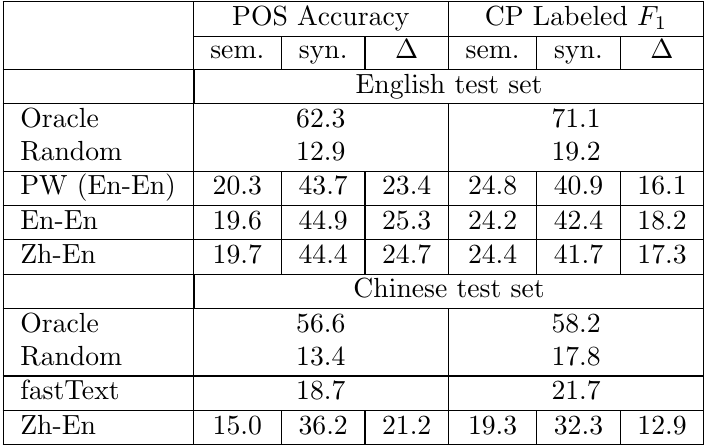 POS Accuracy CP Labeled F1
sem. syn. Δ sem. syn. Δ
English test set
Oracle 62.3 71.1
Random 12.9 19.2
PW (En-En) 20.3 43.7 23.4 24.8 40.9 16.1
En-En 19.6 44.9 25.3 24.2 42.4 18.2
Zh-En 19.7 44.4 24.7 24.4 41.7 17.3
Chinese test set
Oracle 56.6 58.2
Random 13.4 17.8
fastText 18.7 21.7
Zh-En 15.0 36.2 21.2 19.3 32.3 12.9